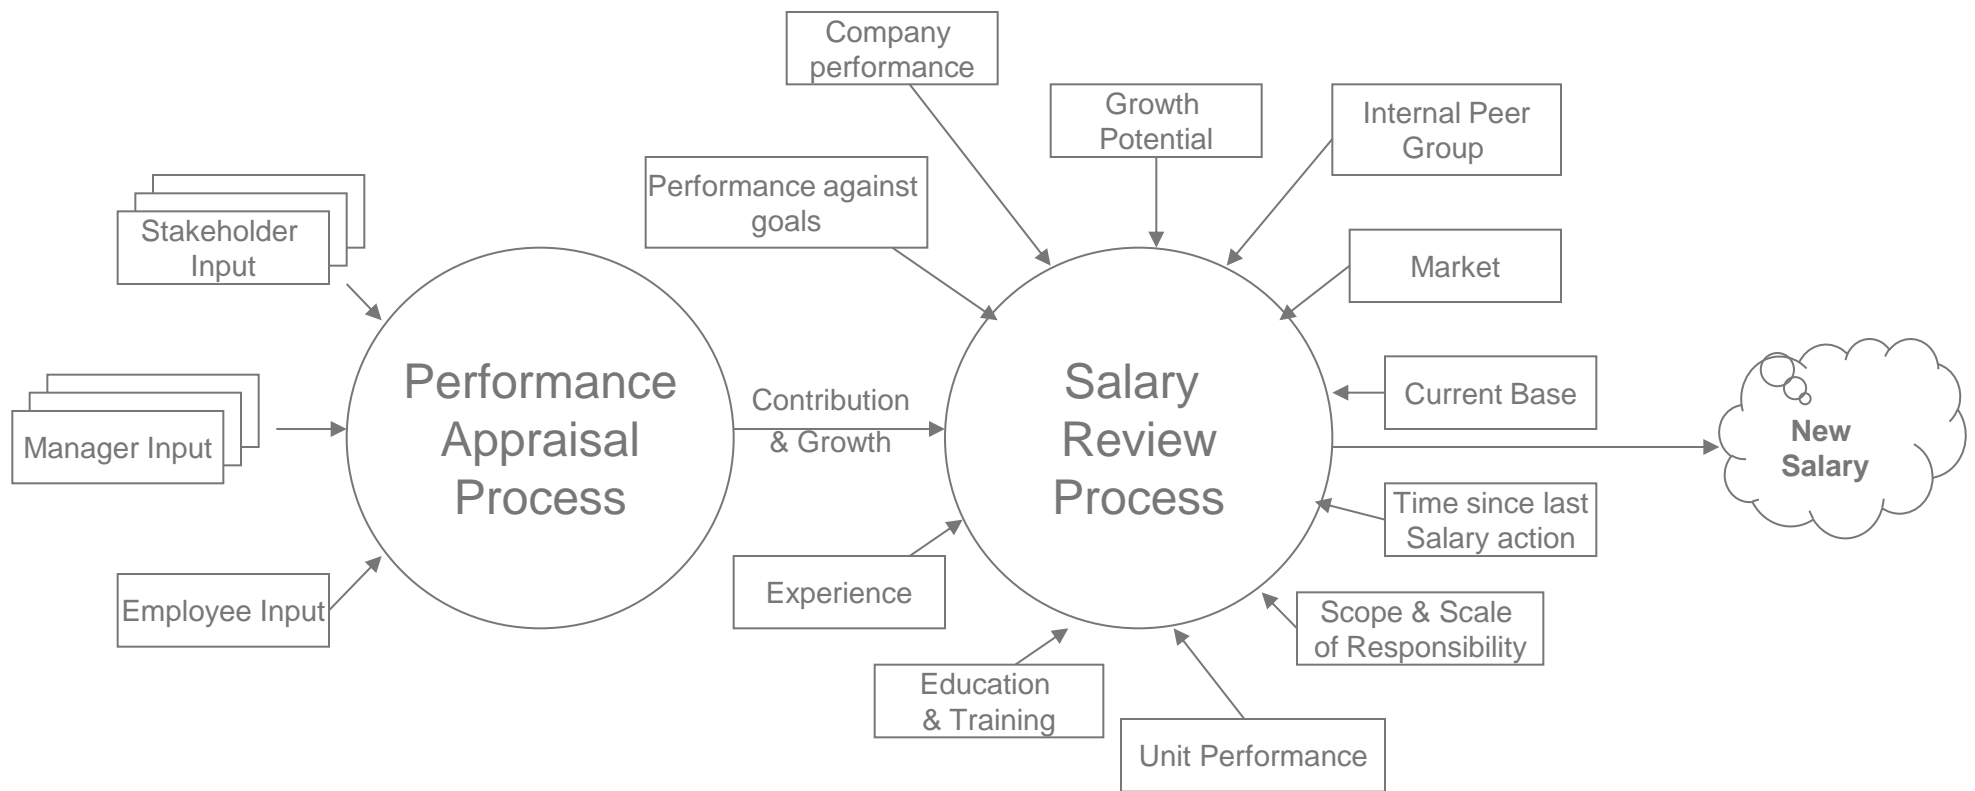 Company
performance
Growth
Potential
Internal Peer
Group
Performance against
goals
Stakeholder
Input
Market
Performance
Appraisal
Process
Contribution
& Growth
Salary
Review
Process
Current Base
Manager Input
New
Salary
Time since last
Salary action
Experience
Employee Input
Scope & Scale
of Responsibility
Education
& Training
Unit Performance